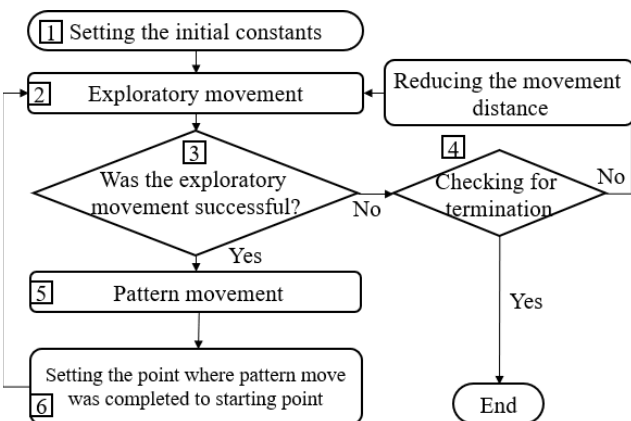 1 Setting the initial constants
2 Exploratory movement
Reducing the movement
distance
3
Was the exploratory
movement successful?
No
4
Checking for
termination
No
Yes
5 Pattern movement
Yes
Setting the point where pattern move
6 was completed to starting point
End